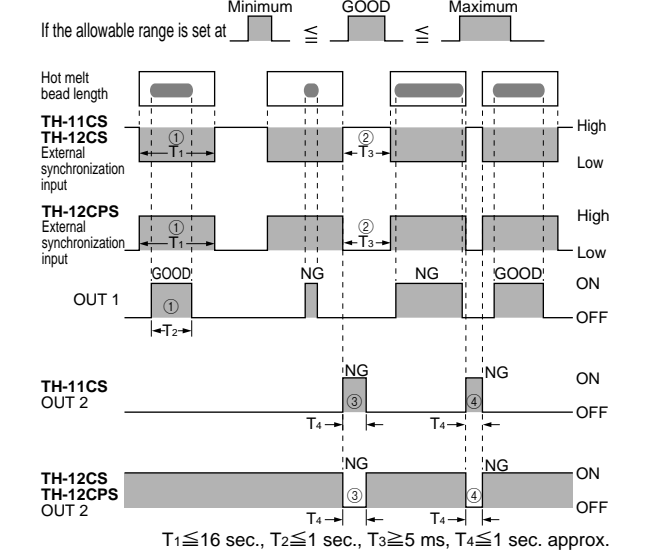 Minimum GOOD Maximum
If the allowable range is set at ≦ ≦
Hot melt
bead length
TH-11CS
TH-12CS
External
synchronization
input
① T1 ② T3
High
Low
TH-12CPS
External
synchronization
input
① T1 ② T3
High
Low
GOOD NG NG GOOD
OUT 1 ①
ON
OFF
T2
NG NG
TH-11CS
OUT 2 ③ ④
ON
OFF
T4 T4
NG NG
TH-12CS
TH-12CPS
OUT 2 ③ ④
ON
OFF
T4 T4
T1≦16 sec., T2≦1 sec., T3≧5 ms, T4≦1 sec. approx.